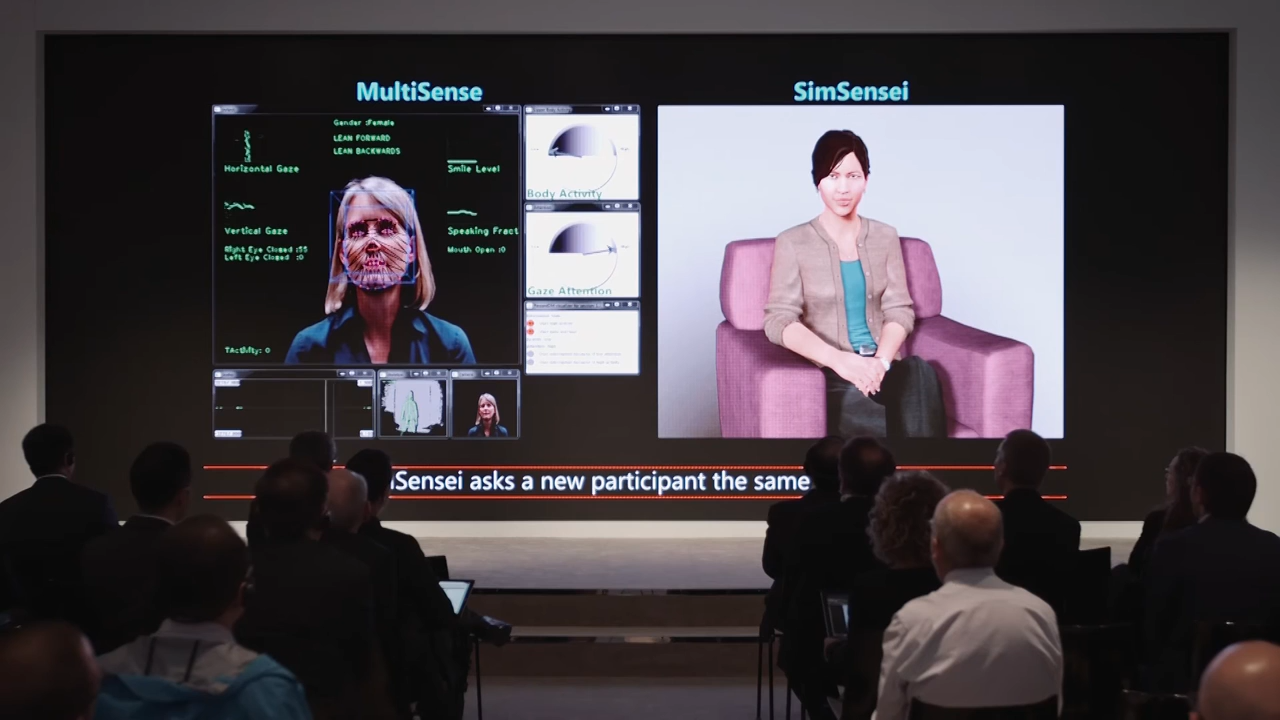 MultiSense
SimSensei
Gender :Female
LEAN FORWARD
LEAN BACKWARDS
Horizontal Gaze
Smile Level
Vertical Gaze
Speaking Fract
Right Eye Closed :55
Left Eye Closed :0
Mouth Open :0
TActivity: 0
Body Activity
Gaze Attention
Sensei asks a new participant the same